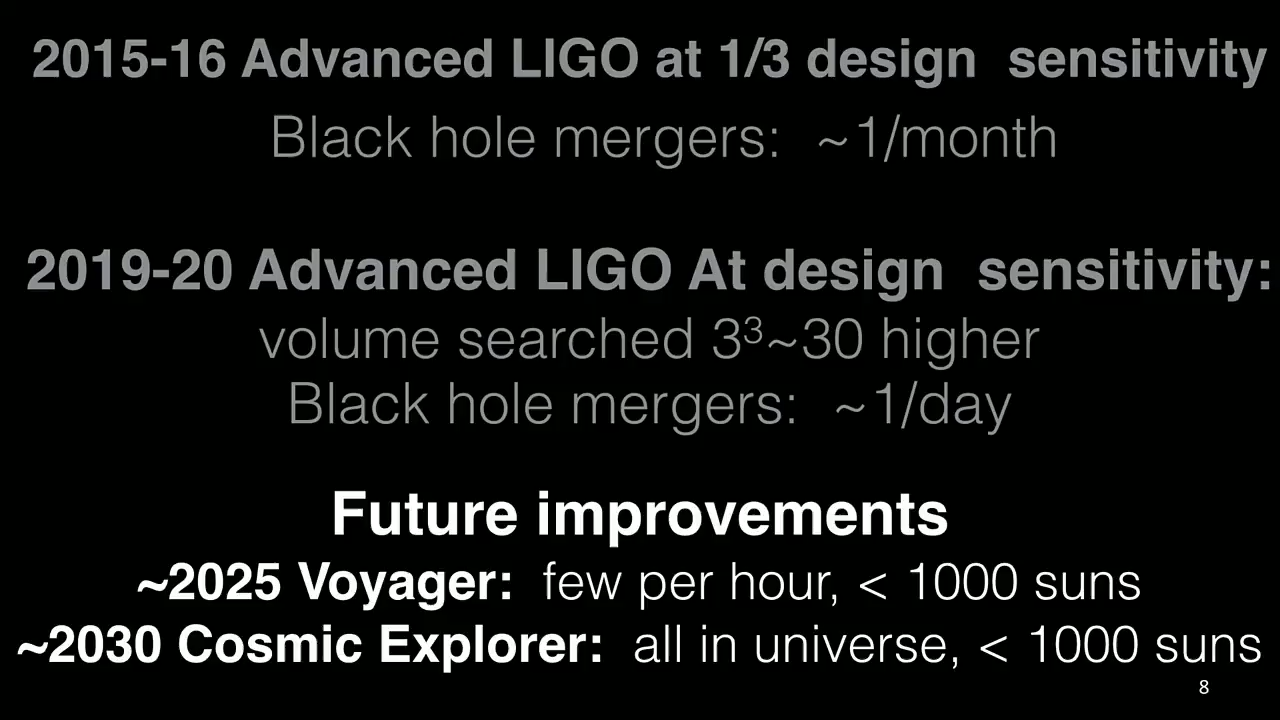 2015-16 Advanced LIGO at 1/3 design sensitivity
Black hole mergers: ~1/month
2019-20 Advanced LIGO At design sensitivity:
volume searched 3³~30 higher
Black hole mergers: ~1/day
Future improvements
~2025 Voyager: few per hour, < 1000 suns
~2030 Cosmic Explorer: all in universe, < 1000 suns
8